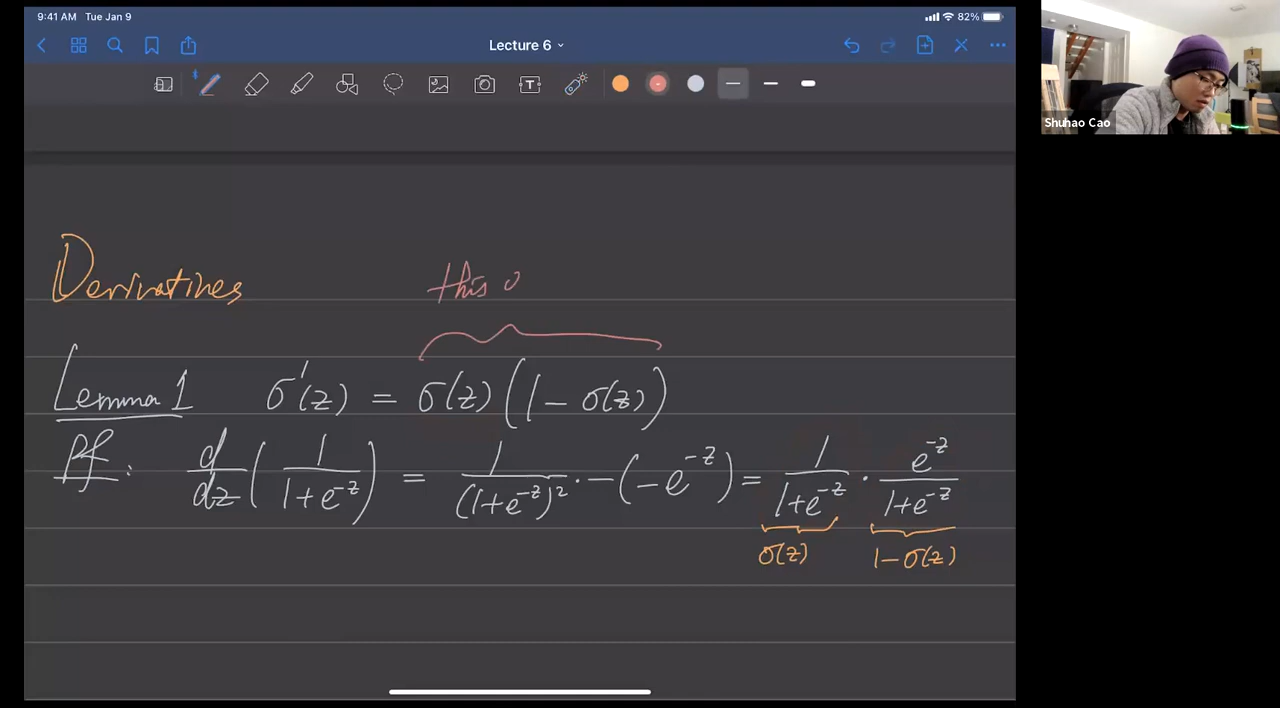 9:41 AM Tue Jan 9
82%
Lecture 6
Shuhao Cao
Derivatives
this o
Lemma 1 σ'(z) = σ(z)(1 − σ(z))
Pf: d/dz (1/(1+e^{-z})) = 1/(1+e^{-z})^2 · −(−e^{-z}) = 1/(1+e^{-z}) · e^{-z}/(1+e^{-z})
σ(z) 1−σ(z)